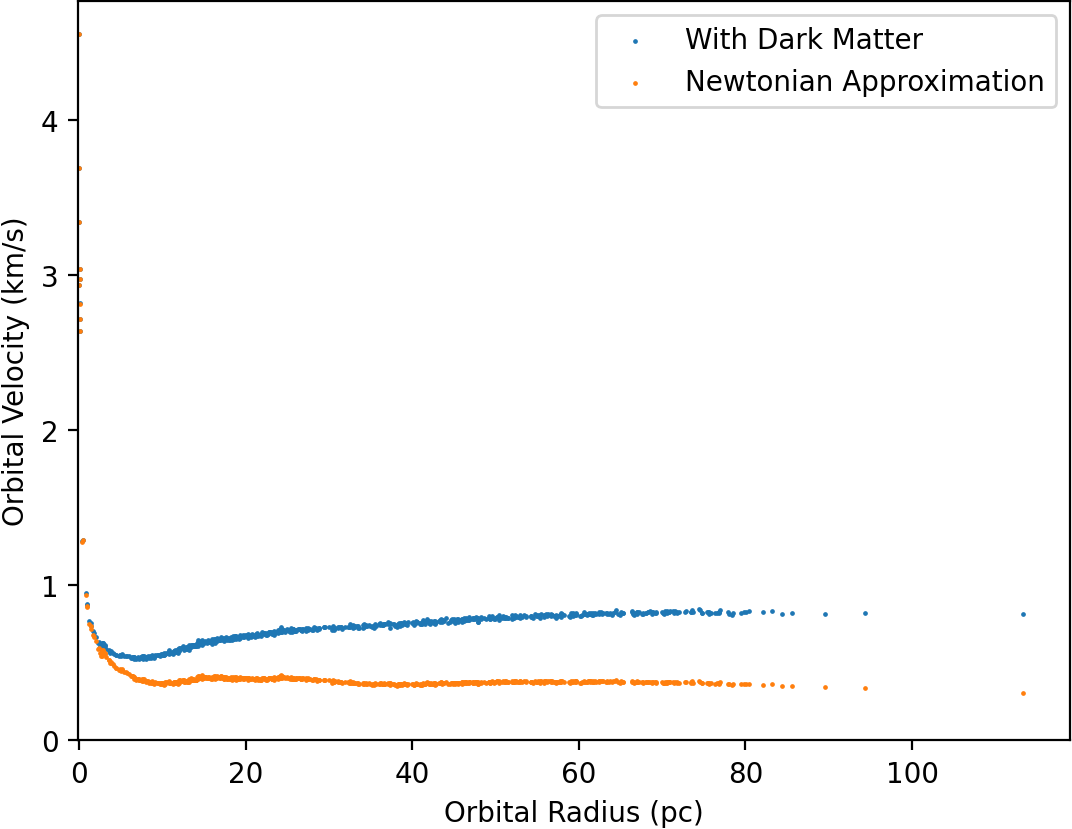 With Dark Matter
Newtonian Approximation
4
3
2
1
0
Orbital Velocity (km/s)
0 20 40 60 80 100
Orbital Radius (pc)